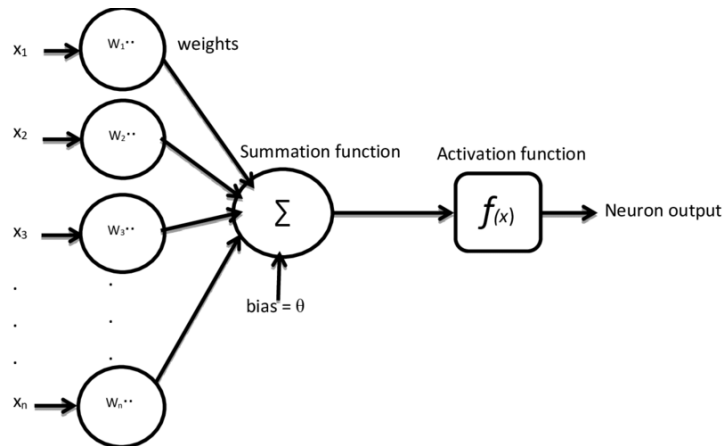 x₁
W₁..
weights
x₂
W₂..
Summation function
Activation function
x₃
W₃..
Σ
f(x)
Neuron output
bias = θ
. .
. .
. .
xₙ
Wₙ..